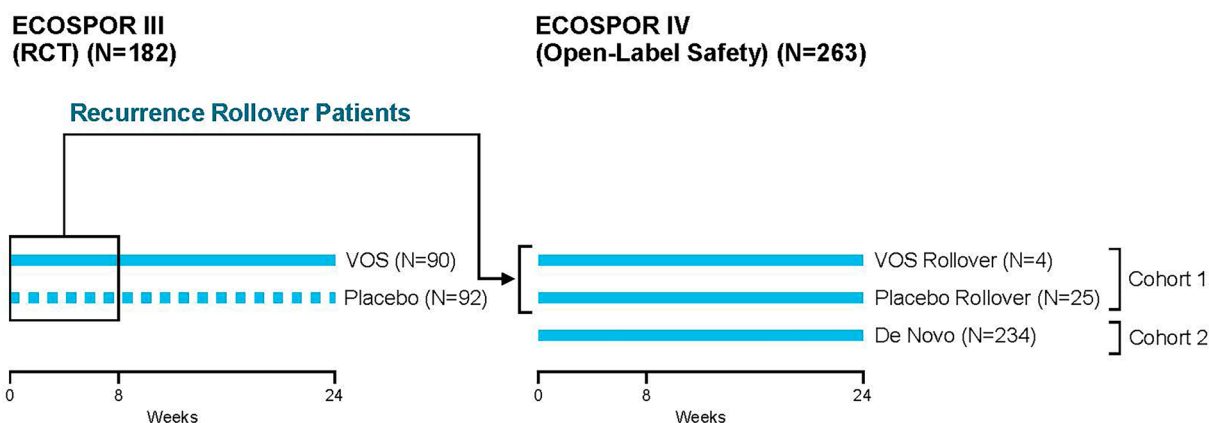 ECOSPOR III
(RCT) (N=182)
ECOSPOR IV
(Open-Label Safety) (N=263)
Recurrence Rollover Patients
VOS (N=90)
Placebo (N=92)
VOS Rollover (N=4)
Placebo Rollover (N=25)
Cohort 1
De Novo (N=234)
Cohort 2
0
8
24
Weeks
0
8
24
Weeks